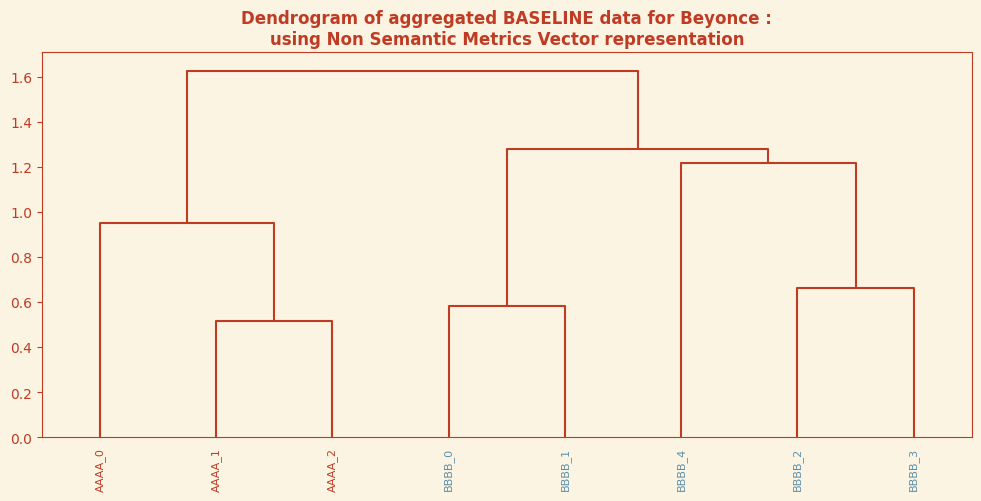 Dendrogram of aggregated BASELINE data for Beyonce :
using Non Semantic Metrics Vector representation
1.6
1.4
1.2
1.0
0.8
0.6
0.4
0.2
0.0
AAAA_0
AAAA_1
AAAA_2
BBBB_0
BBBB_1
BBBB_4
BBBB_2
BBBB_3